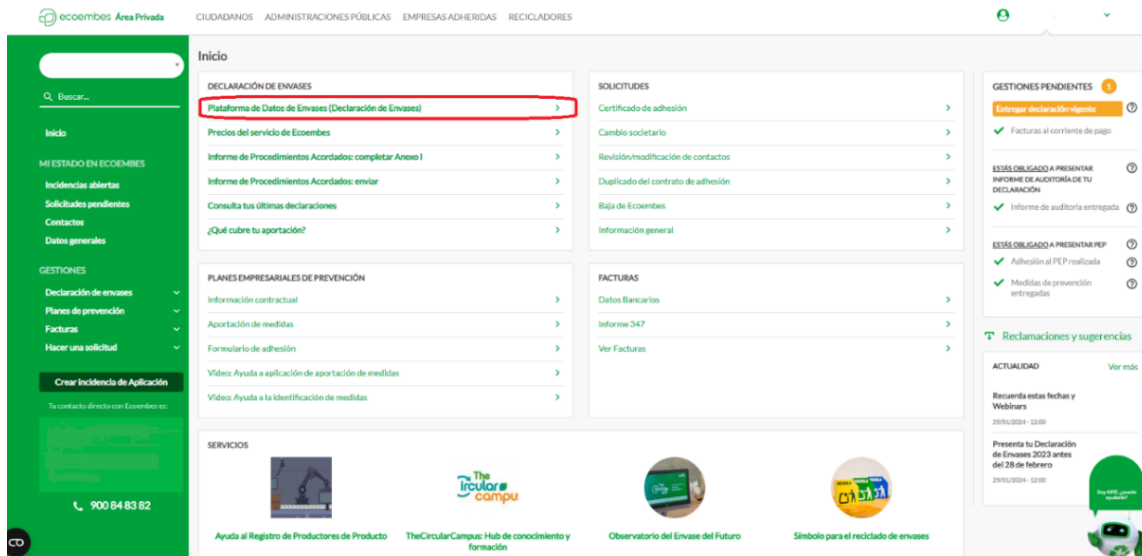 ecoembes Área Privada
CIUDADANOS ADMINISTRACIONES PÚBLICAS EMPRESAS ADHERIDAS RECICLADORES
Buscar...
Inicio
MI ESTADO EN ECOEMBES
Incidencias abiertas
Solicitudes pendientes
Contactos
Datos generales
GESTIONES
Declaración de envases
Planes de prevención
Facturas
Hacer una solicitud
Crear Incidencia de Aplicación
Tu contacto directo con Ecoembes es:
900 84 83 82
Inicio
DECLARACIÓN DE ENVASES
Plataforma de Datos de Envases (Declaración de Envases)
Precios del servicio de Ecoembes
Informe de Procedimientos Acordados: completar Anexo I
Informe de Procedimientos Acordados: enviar
Consulta tus últimas declaraciones
¿Qué cubre tu aportación?
SOLICITUDES
Certificado de adhesión
Cambio societario
Revisión/modificación de contactos
Duplicado del contrato de adhesión
Baja de Ecoembes
Información general
PLANES EMPRESARIALES DE PREVENCIÓN
Información contractual
Aportación de medidas
Formulario de adhesión
Vídeo: Ayuda a aplicación de aportación de medidas
Vídeo: Ayuda a la identificación de medidas
FACTURAS
Datos Bancarios
Informe 347
Ver Facturas
SERVICIOS
The
ircular
campu
Ayuda al Registro de Productores de Producto
TheCircularCampus: Hub de conocimiento y
formación
Observatorio del Envase del Futuro
Símbolo para el reciclado de envases
GESTIONES PENDIENTES 1
Entregar declaración vigente
Facturas al corriente de pago
ESTÁS OBLIGADO A PRESENTAR
INFORME DE AUDITORÍA DE TU
DECLARACIÓN
Informe de auditoría entregada
ESTÁS OBLIGADO A PRESENTAR PEP
Adhesión al PEP realizada
Medidas de prevención
entregadas
Reclamaciones y sugerencias
ACTUALIDAD Ver más
Recuerda estas fechas y
Webinars
29/01/2024 - 12:00
Presenta tu Declaración
de Envases 2023 antes
del 28 de febrero
29/01/2024 - 12:00